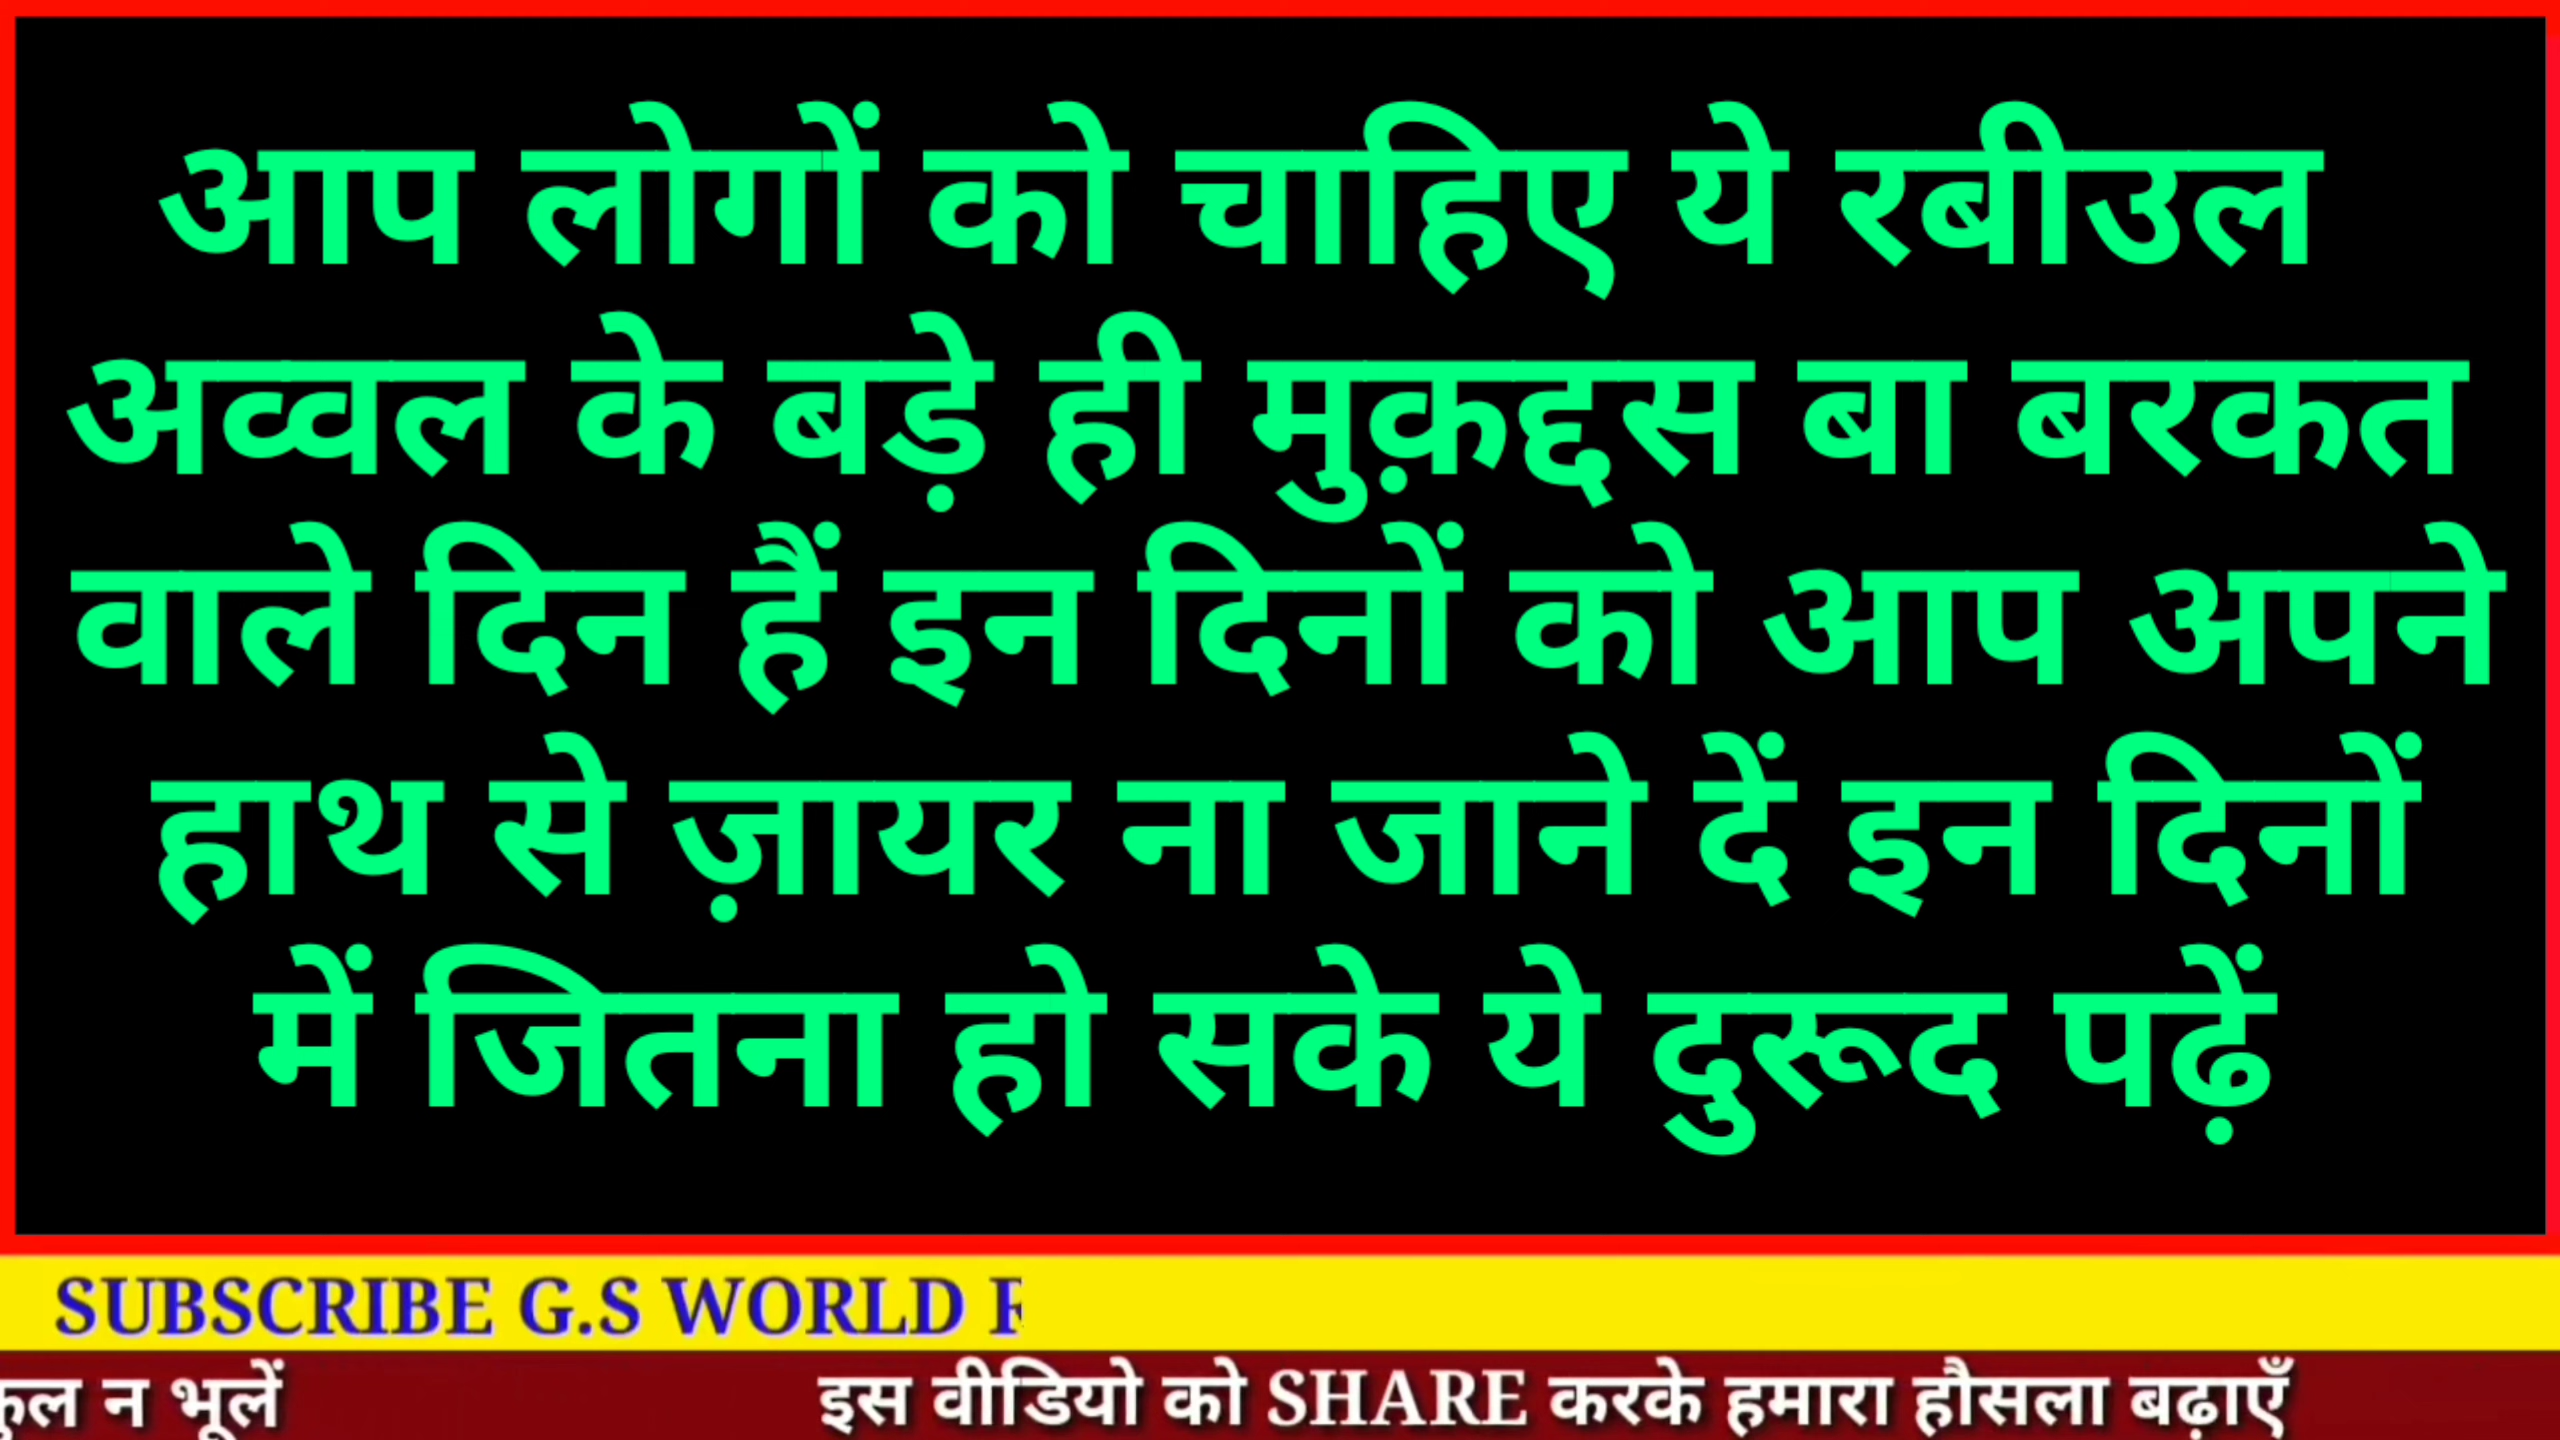 आप लोगों को चाहिए ये रबीउल
अव्वल के बड़े ही मुक़द्दस बा बरकत
वाले दिन हैं इन दिनों को आप अपने
हाथ से ज़ायर ना जाने दें इन दिनों
में जितना हो सके ये दुरूद पढ़ें
SUBSCRIBE G.S WORLD
न भूलें इस वीडियो को SHARE करके हमारा हौसला बढ़ाएँ